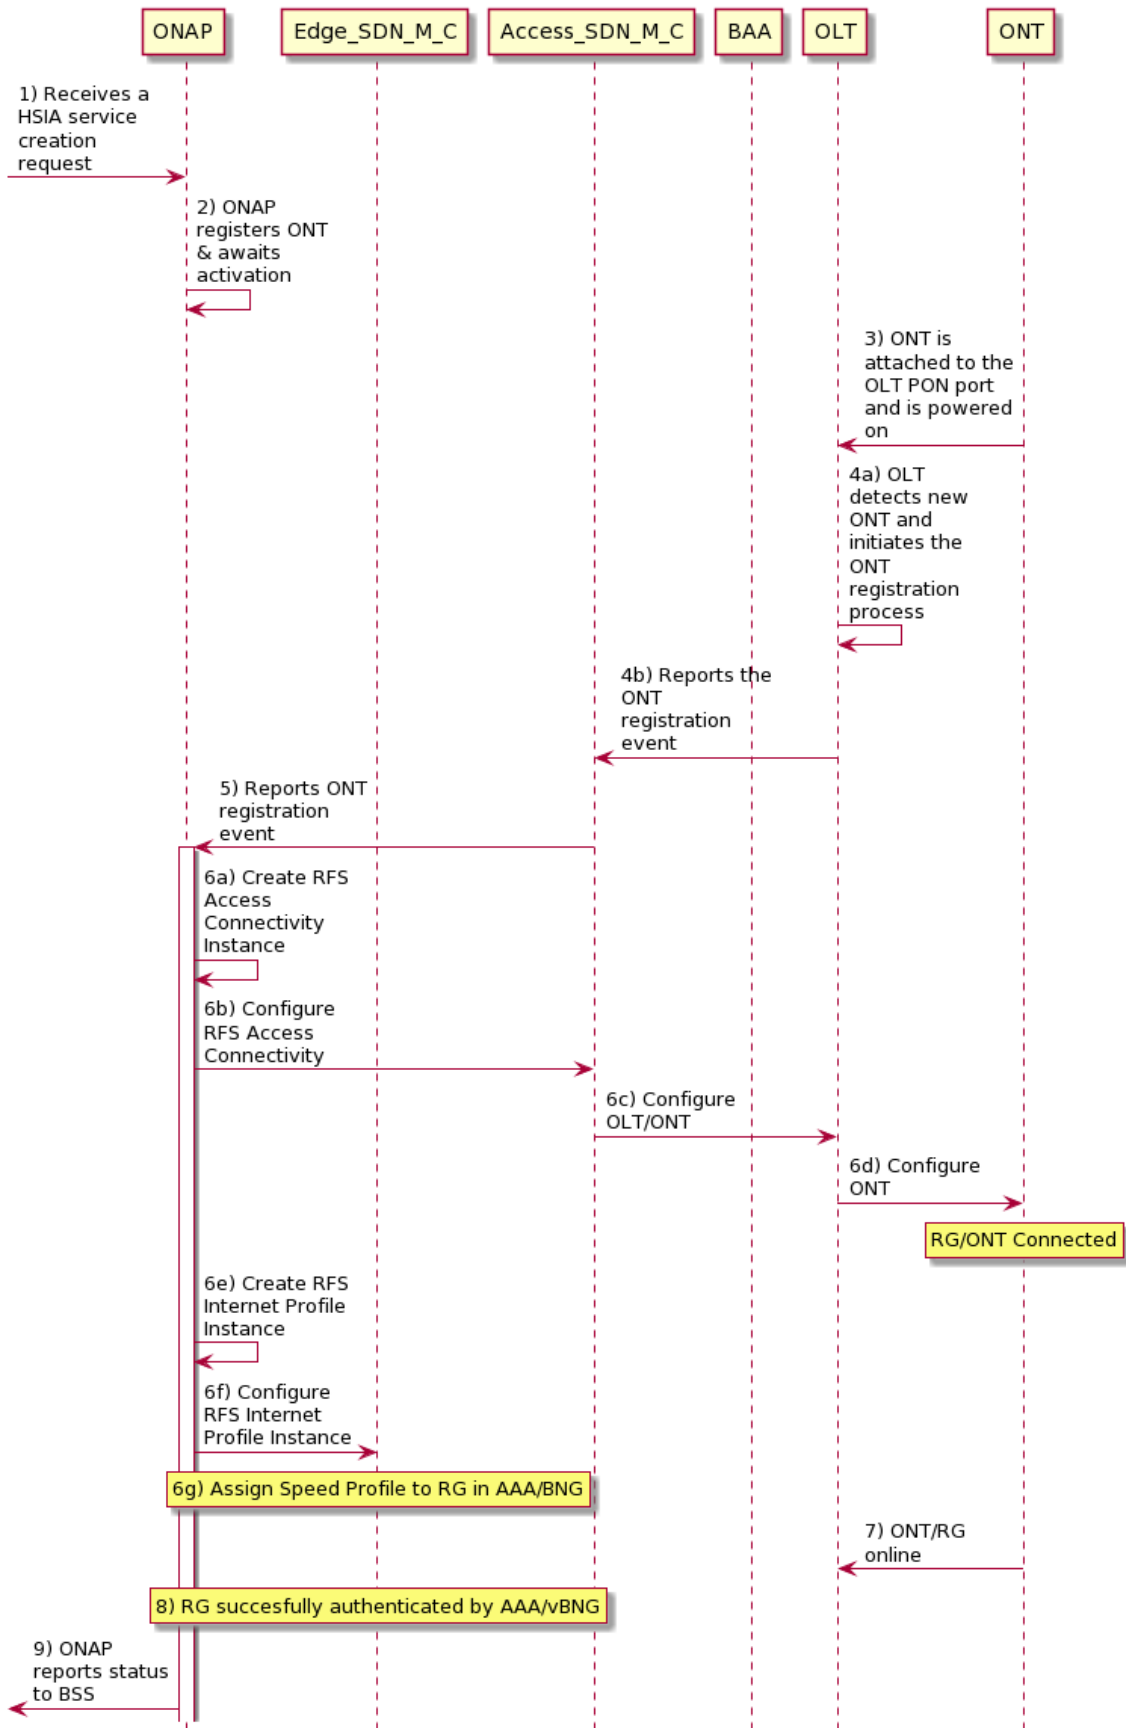 ONAP
Edge_SDN_M_C
Access_SDN_M_C
BAA
OLT
ONT
1) Receives a
HSIA service
creation
request
2) ONAP
registers ONT
& awaits
activation
3) ONT is
attached to the
OLT PON port
and is powered
on
4a) OLT
detects new
ONT and
initiates the
ONT
registration
process
4b) Reports the
ONT
registration
event
5) Reports ONT
registration
event
6a) Create RFS
Access
Connectivity
Instance
6b) Configure
RFS Access
Connectivity
6c) Configure
OLT/ONT
6d) Configure
ONT
RG/ONT Connected
6e) Create RFS
Internet Profile
Instance
6f) Configure
RFS Internet
Profile Instance
6g) Assign Speed Profile to RG in AAA/BNG
7) ONT/RG
online
8) RG succesfully authenticated by AAA/vBNG
9) ONAP
reports status
to BSS